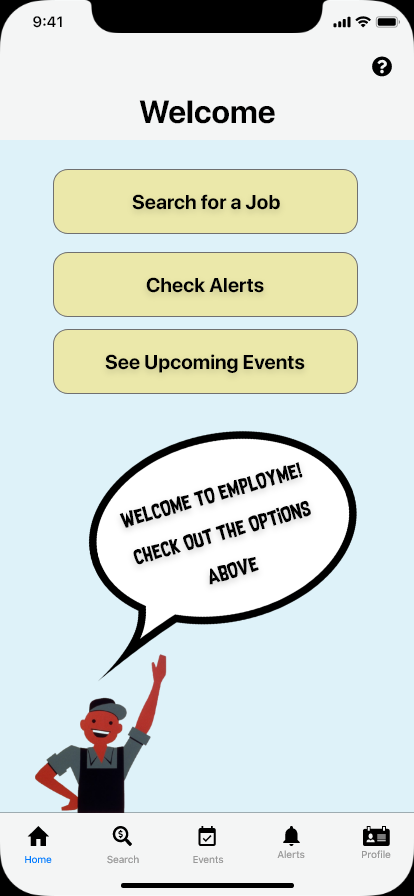 9:41
Welcome
Search for a Job
Check Alerts
See Upcoming Events
WELCOME TO EMPLOYME!
CHECK OUT THE OPTiONS
ABOVE
Home
Search
Events
Alerts
Profile